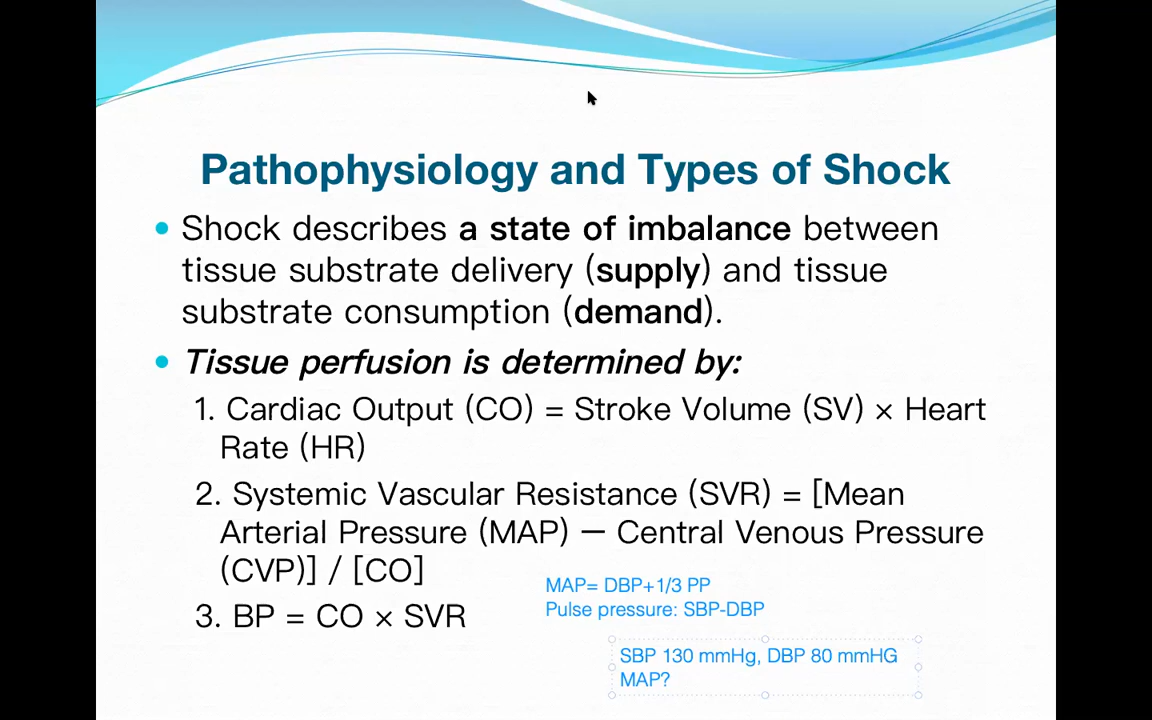 Pathophysiology and Types of Shock
• Shock describes a state of imbalance between
tissue substrate delivery (supply) and tissue
substrate consumption (demand).
• Tissue perfusion is determined by:
1. Cardiac Output (CO) = Stroke Volume (SV) × Heart
Rate (HR)
2. Systemic Vascular Resistance (SVR) = [Mean
Arterial Pressure (MAP) – Central Venous Pressure
(CVP)] / [CO]
3. BP = CO × SVR
MAP= DBP+1/3 PP
Pulse pressure: SBP-DBP
SBP 130 mmHg, DBP 80 mmHG
MAP?